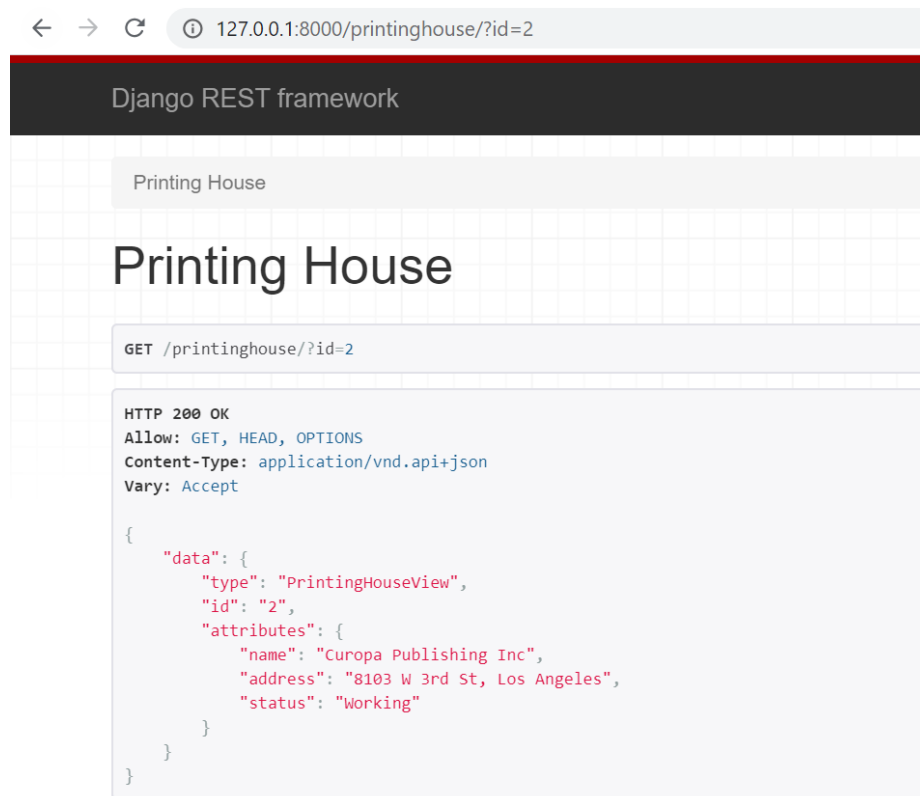 127.0.0.1:8000/printinghouse/?id=2
Django REST framework
Printing House
Printing House
GET /printinghouse/?id=2
HTTP 200 OK
Allow: GET, HEAD, OPTIONS
Content-Type: application/vnd.api+json
Vary: Accept
{
    "data": {
        "type": "PrintingHouseView",
        "id": "2",
        "attributes": {
            "name": "Curopa Publishing Inc",
            "address": "8103 W 3rd St, Los Angeles",
            "status": "Working"
        }
    }
}